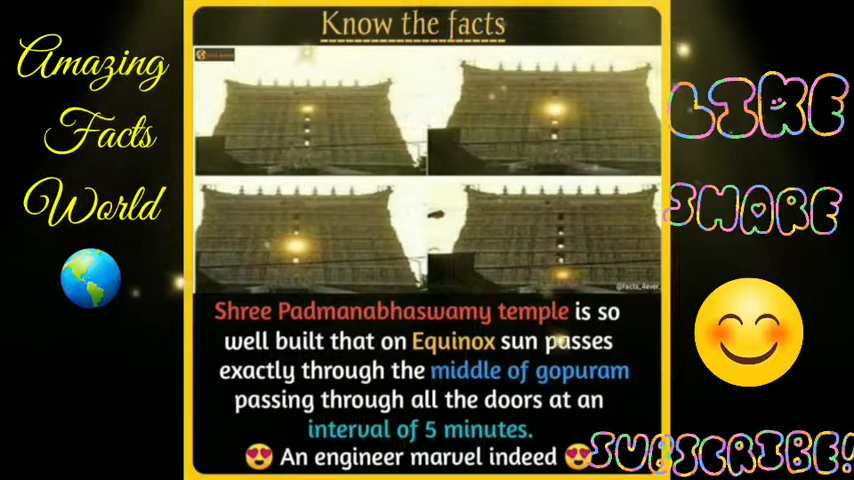 Amazing
Facts
World
Know the facts
@facts_4ever_
Shree Padmanabhaswamy temple is so
well built that on Equinox sun passes
exactly through the middle of gopuram
passing through all the doors at an
interval of 5 minutes.
An engineer marvel indeed
LIKE
SHARE
SUBSCRIBE!